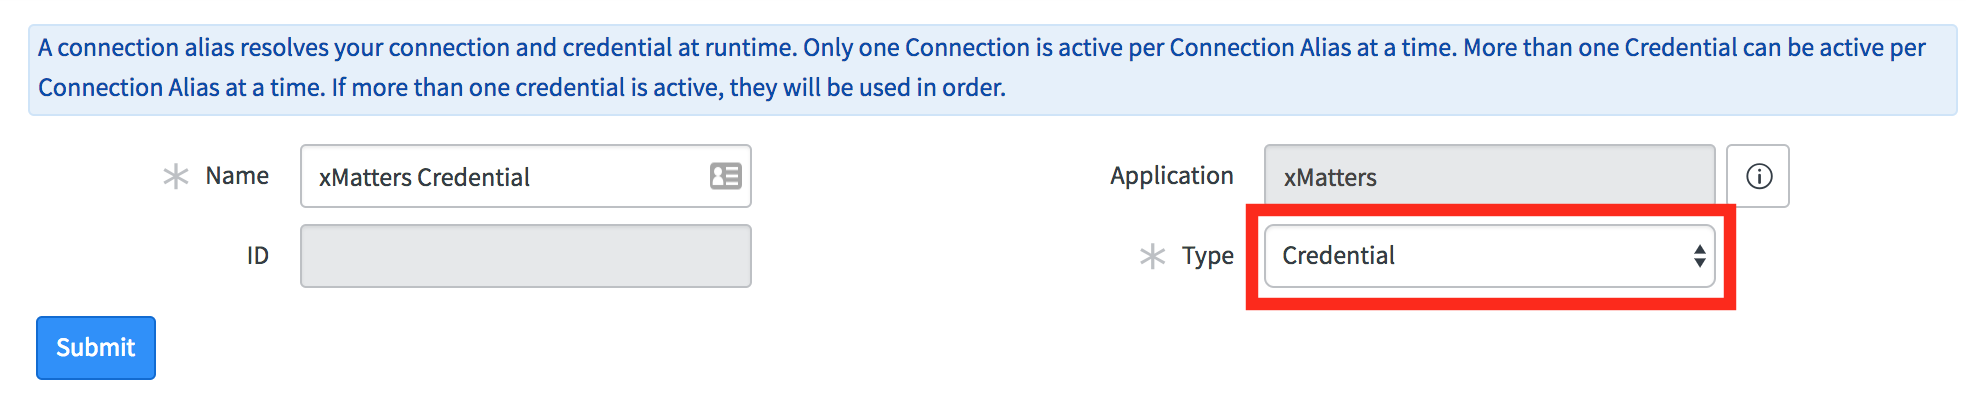 A connection alias resolves your connection and credential at runtime. Only one Connection is active per Connection Alias at a time. More than one Credential can be active per
Connection Alias at a time. If more than one credential is active, they will be used in order.
Name
xMatters Credential
Application
xMatters
ID
Type
Credential
Submit